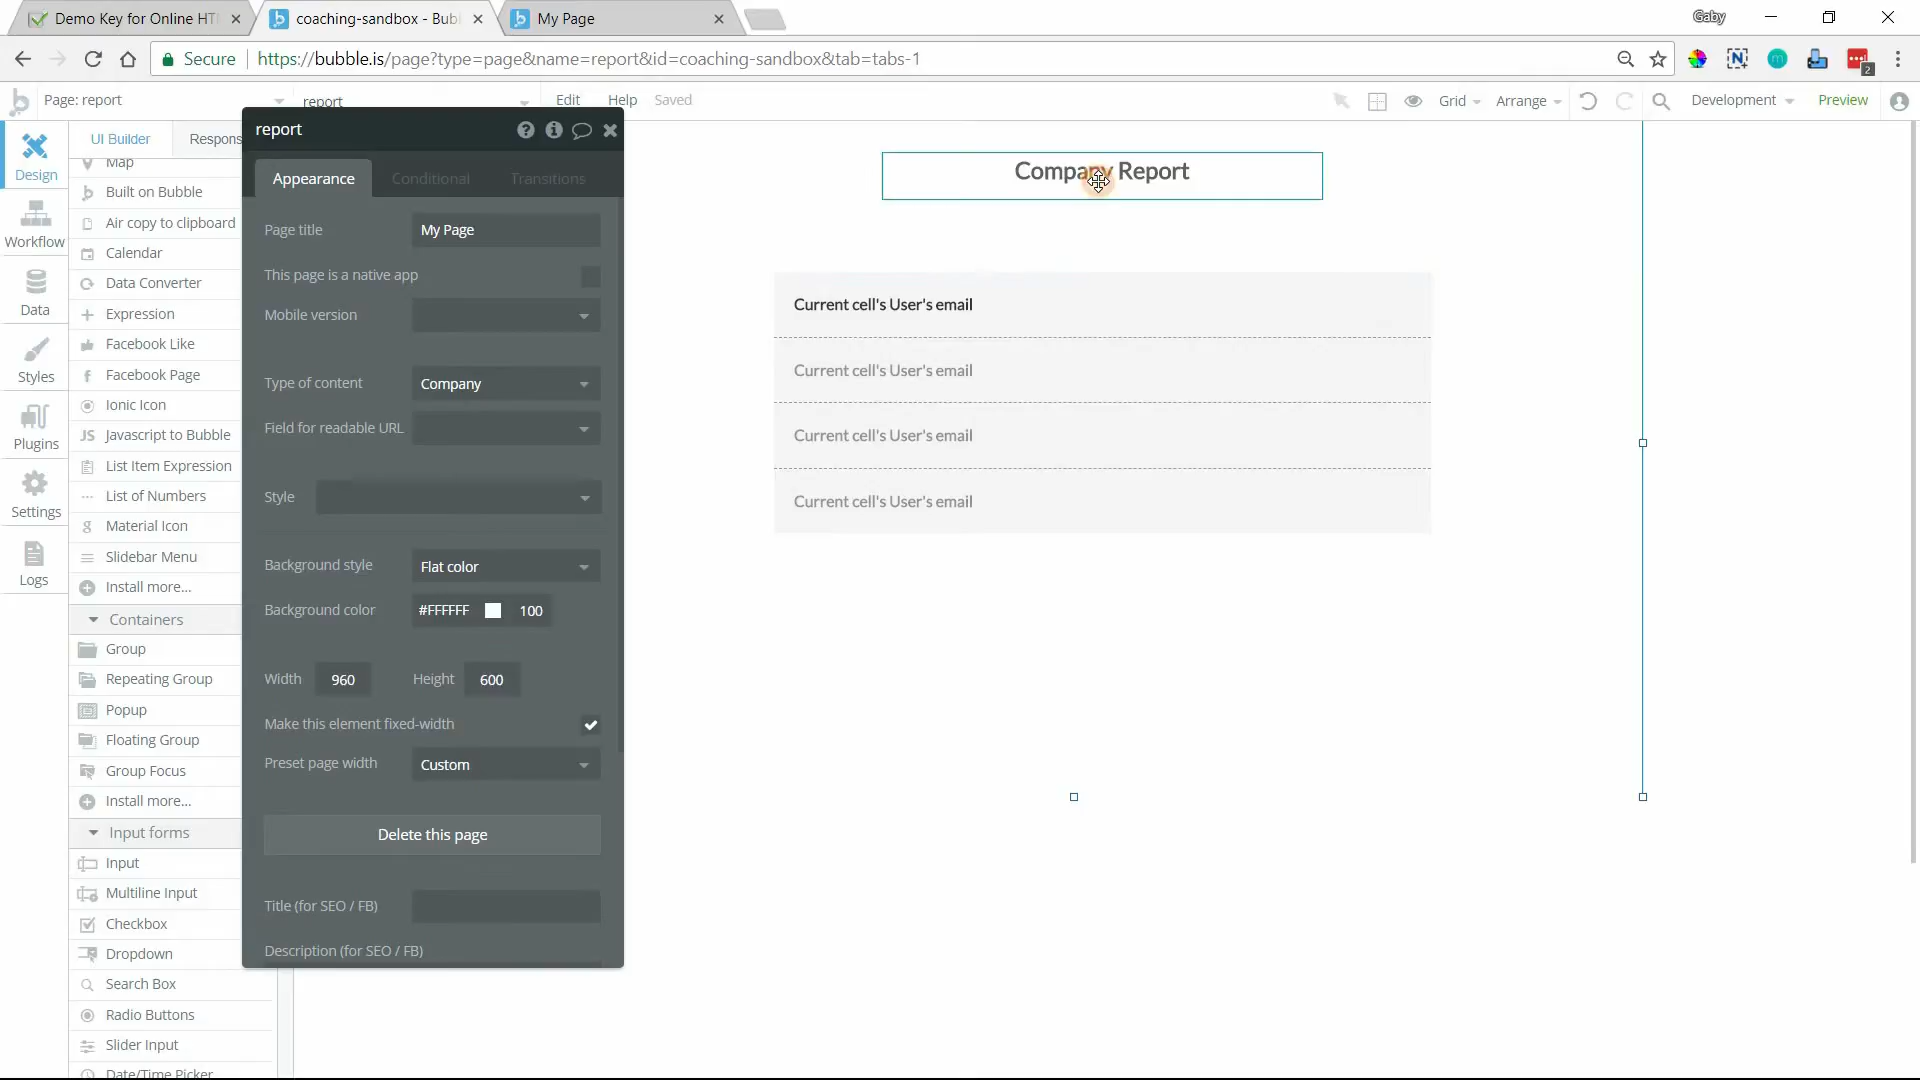 Demo Key for Online HT
coaching-sandbox - Bub
My Page
Gaby
Secure
https://bubble.is/page?type=page&name=report&id=coaching-sandbox&tab=tabs-1
2
Page: report
report
Edit
Help
Saved
Grid
Arrange
Development
Preview
Design
Workflow
Data
Styles
Plugins
Settings
Logs
UI Builder
Respons
Map
Built on Bubble
Air copy to clipboard
Calendar
Data Converter
Expression
Facebook Like
Facebook Page
Ionic Icon
JS Javascript to Bubble
List Item Expression
List of Numbers
Material Icon
Slidebar Menu
Install more...
Containers
Group
Repeating Group
Popup
Floating Group
Group Focus
Install more...
Input forms
Input
Multiline Input
Checkbox
Dropdown
Search Box
Radio Buttons
Slider Input
Date/Time Picker
report
Appearance
Conditional
Transitions
Page title
My Page
This page is a native app
Mobile version
Type of content
Company
Field for readable URL
Style
Background style
Flat color
Background color
#FFFFFF
100
Width
960
Height
600
Make this element fixed-width
Preset page width
Custom
Delete this page
Title (for SEO / FB)
Description (for SEO / FB)
Company Report
Current cell's User's email
Current cell's User's email
Current cell's User's email
Current cell's User's email